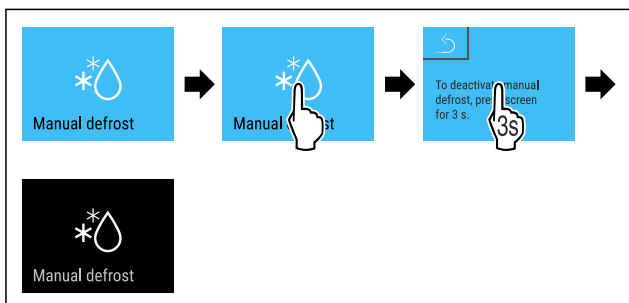 Manual defrost
Manual st
To deactivat manual
defrost, pre screen
for 3 s.
3s
Manual defrost